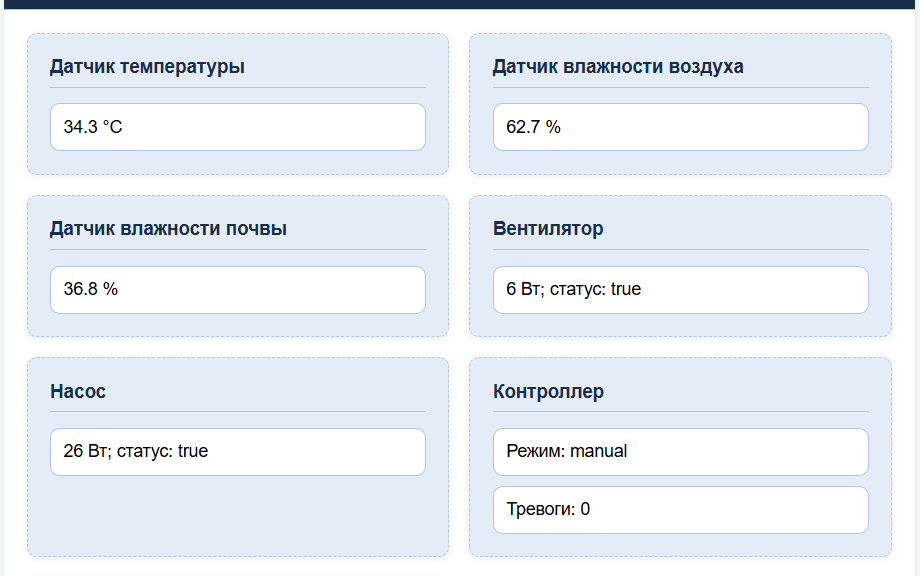 Датчик температуры
34.3 °C
Датчик влажности воздуха
62.7 %
Датчик влажности почвы
36.8 %
Вентилятор
6 Вт; статус: true
Насос
26 Вт; статус: true
Контроллер
Режим: manual
Тревоги: 0